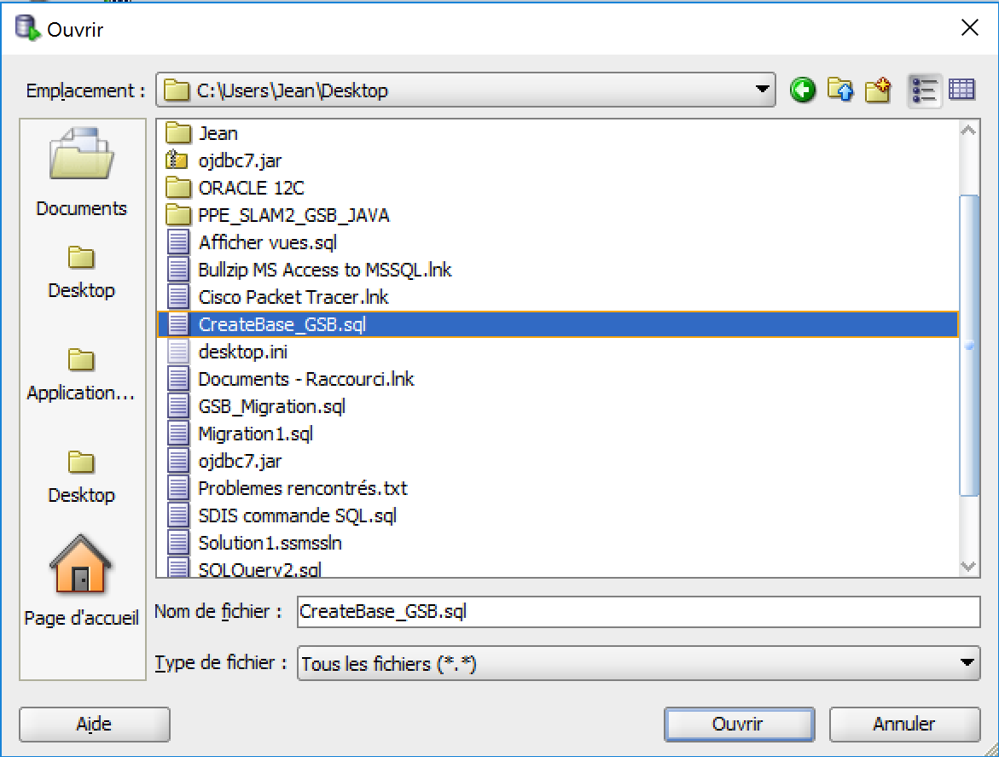 Ouvrir
Emplacement :
C:\Users\Jean\Desktop
Documents
Desktop
Application...
Desktop
Page d'accueil
Jean
ojdbc7.jar
ORACLE 12C
PPE_SLAM2_GSB_JAVA
Afficher vues.sql
Bullzip MS Access to MSSQL.lnk
Cisco Packet Tracer.lnk
CreateBase_GSB.sql
desktop.ini
Documents - Raccourci.lnk
GSB_Migration.sql
Migration1.sql
ojdbc7.jar
Problemes rencontrés.txt
SDIS commande SQL.sql
Solution1.ssmssln
SQLQuery2.sql
Nom de fichier : CreateBase_GSB.sql
Type de fichier : Tous les fichiers (*.*)
Aide
Ouvrir
Annuler